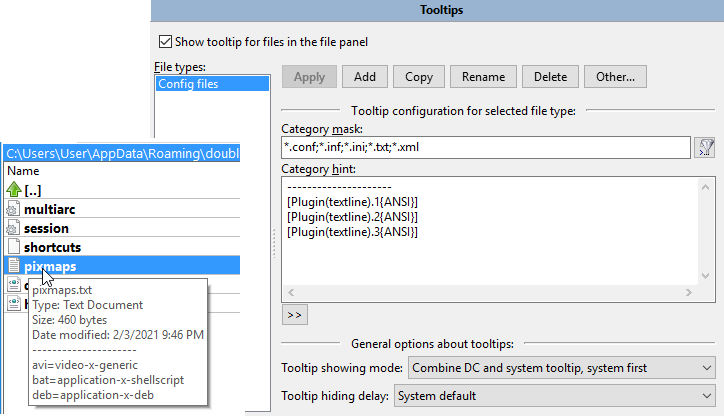 Tooltips
Show tooltip for files in the file panel
File types:
Config files
Apply
Add
Copy
Rename
Delete
Other...
Tooltip configuration for selected file type:
Category mask:
*.conf;*.inf;*.ini;*.txt;*.xml
Category hint:
---------------------
[Plugin(textline).1{ANSI}]
[Plugin(textline).2{ANSI}]
[Plugin(textline).3{ANSI}]
>>
General options about tooltips:
Tooltip showing mode:
Combine DC and system tooltip, system first
Tooltip hiding delay:
System default
C:\Users\User\AppData\Roaming\doubl
Name
[..]
multiarc
session
shortcuts
pixmaps
pixmaps.txt
Type: Text Document
Size: 460 bytes
Date modified: 2/3/2021 9:46 PM
---------------------
avi=video-x-generic
bat=application-x-shellscript
deb=application-x-deb